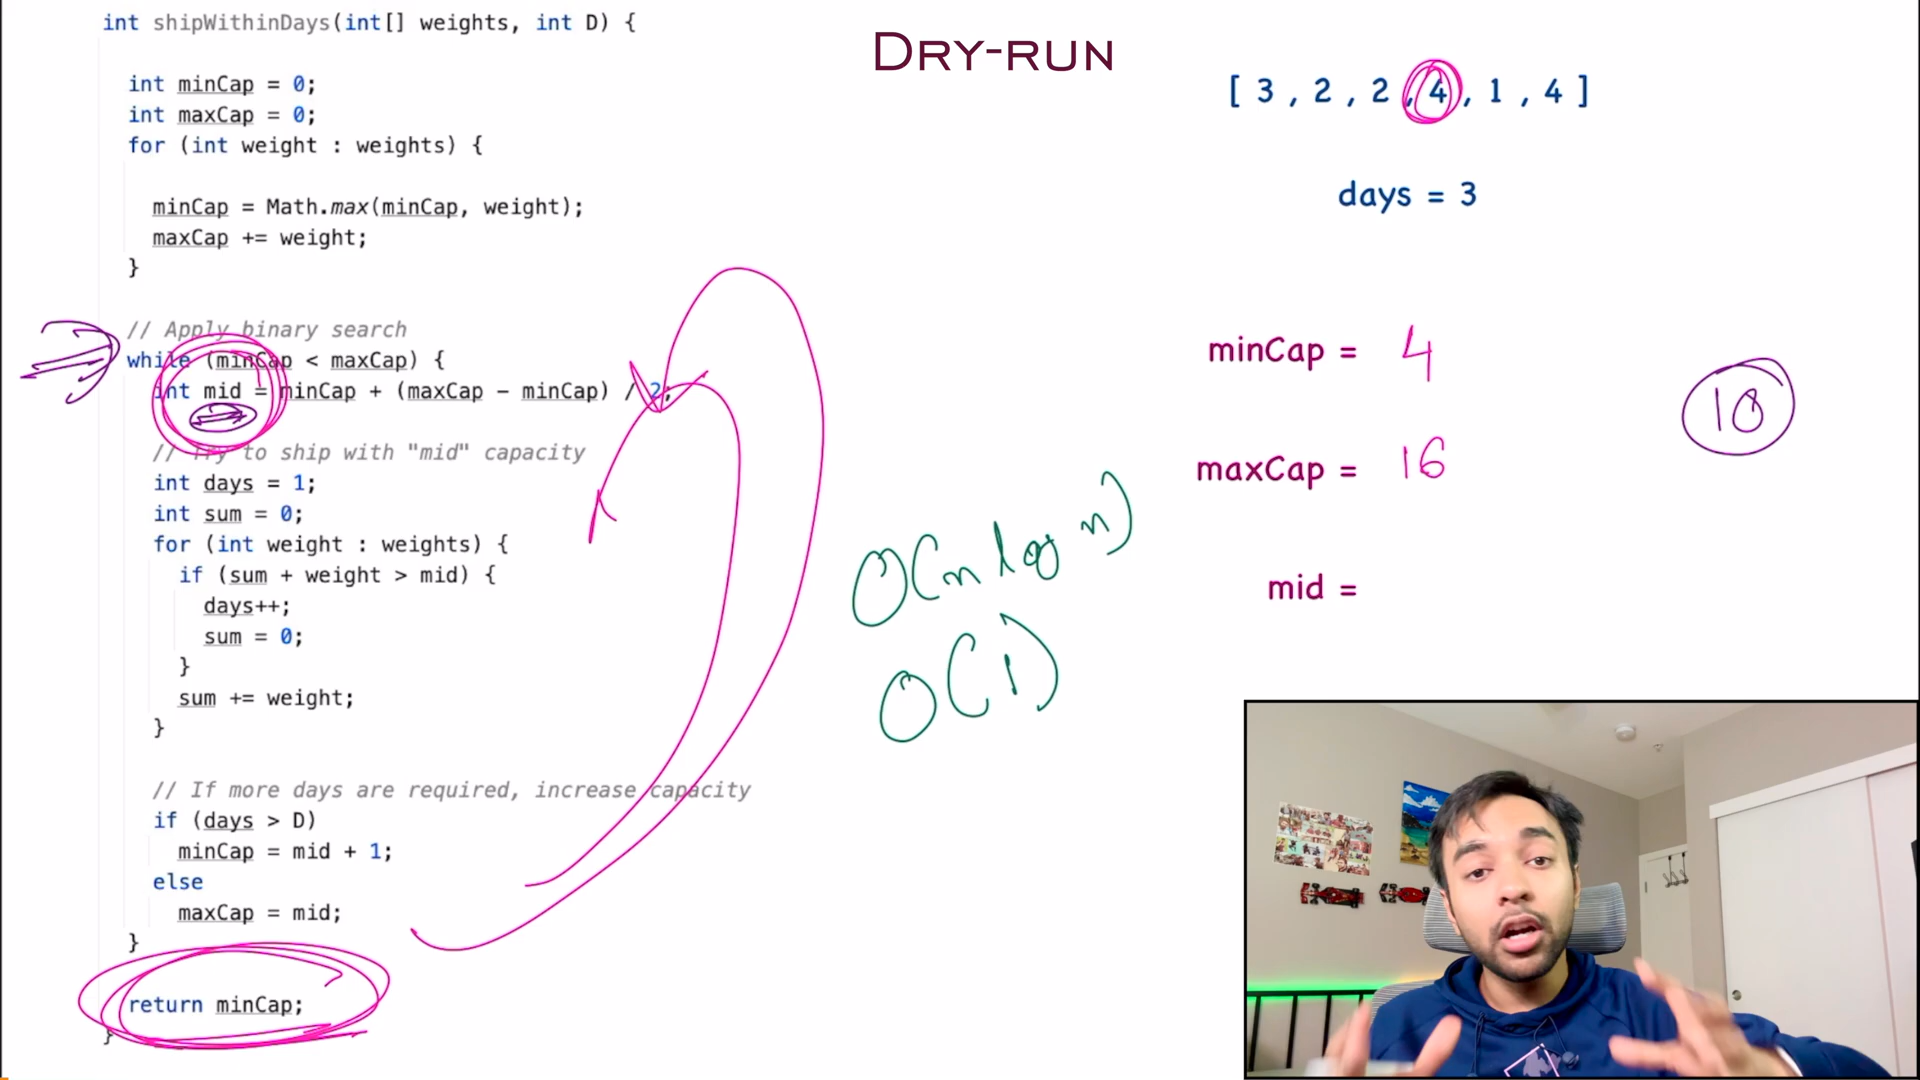 int shipWithinDays(int[] weights, int D) {
int minCap = 0;
int maxCap = 0;
for (int weight : weights) {
minCap = Math.max(minCap, weight);
maxCap += weight;
}
// Apply binary search
while (minCap < maxCap) {
int mid = minCap + (maxCap - minCap) / 2;
// Try to ship with "mid" capacity
int days = 1;
int sum = 0;
for (int weight : weights) {
if (sum + weight > mid) {
days++;
sum = 0;
}
sum += weight;
}
// If more days are required, increase capacity
if (days > D)
minCap = mid + 1;
else
maxCap = mid;
}
return minCap;
}
DRY-RUN
[ 3 , 2 , 2 , 4 , 1 , 4 ]
days = 3
minCap = 4
maxCap = 16
mid =
10
O(n log n)
O(1)